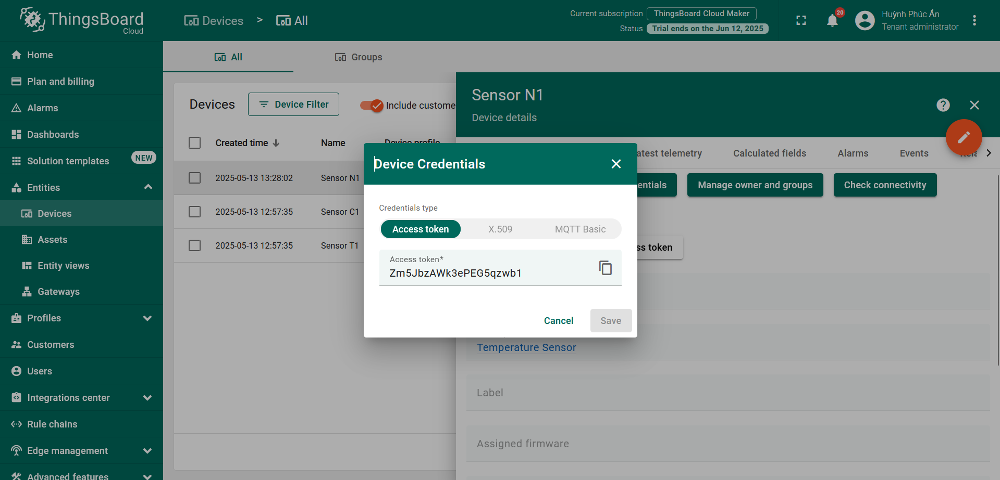 ThingsBoard
Cloud
Devices > All
Current subscription ThingsBoard Cloud Maker
Status Trial ends on the Jun 12, 2025
20
Huỳnh Phúc Ấn
Tenant administrator
Home
Plan and billing
Alarms
Dashboards
Solution templates NEW
Entities
Devices
Assets
Entity views
Gateways
Profiles
Customers
Users
Integrations center
Rule chains
Edge management
Advanced features
All Groups
Devices Device Filter Include custome
Created time Name Device profile
2025-05-13 13:28:02 Sensor N1
2025-05-13 12:57:35 Sensor C1
2025-05-13 12:57:35 Sensor T1
Sensor N1
Device details
atest telemetry Calculated fields Alarms Events Rela
entials Manage owner and groups Check connectivity
ss token
Temperature Sensor
Label
Assigned firmware
Device Credentials
Credentials type
Access token X.509 MQTT Basic
Access token*
Zm5JbzAWk3ePEG5qzwb1
Cancel Save